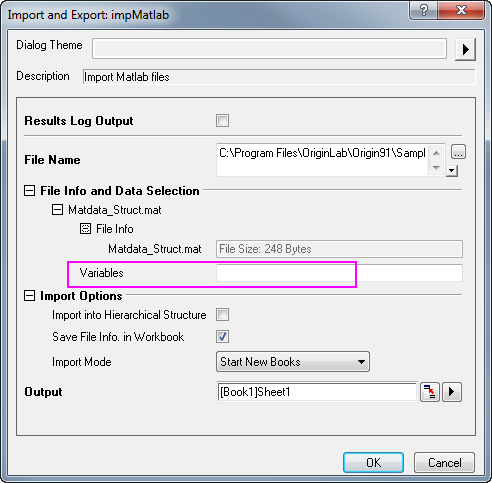 Import and Export: impMatlab
Dialog Theme
Description Import Matlab files
Results Log Output
File Name C:\Program Files\OriginLab\Origin91\Sampl
File Info and Data Selection
Matdata_Struct.mat
File Info
Matdata_Struct.mat File Size: 248 Bytes
Variables
Import Options
Import into Hierarchical Structure
Save File Info. in Workbook
Import Mode Start New Books
Output [Book1]Sheet1
OK Cancel